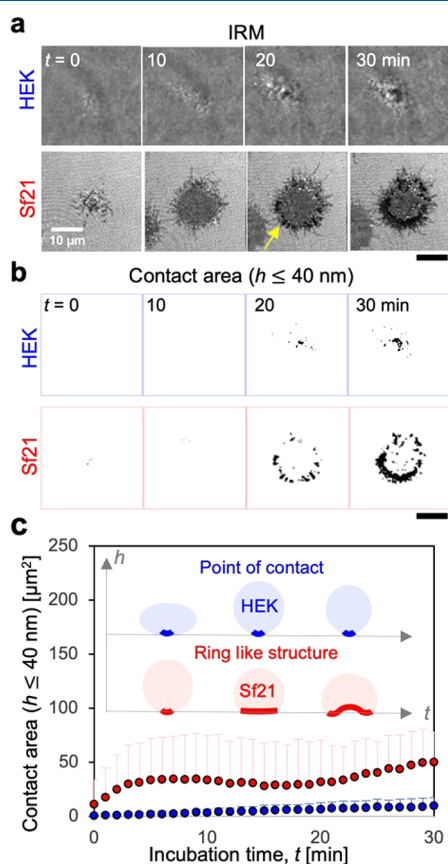 a
IRM
t = 0 10 20 30 min
HEK
Sf21
10 μm
b
Contact area (h ≤ 40 nm)
t = 0 10 20 30 min
HEK
Sf21
c
Contact area (h ≤ 40 nm) [μm²]
250
200
150
100
50
0
h
Point of contact
HEK
Ring like structure
Sf21
t
0 10 20 30
Incubation time, t [min]